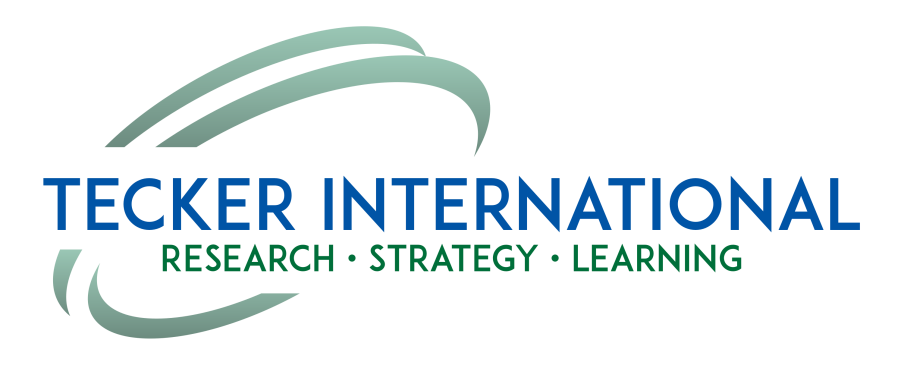 TECKER INTERNATIONAL
RESEARCH · STRATEGY · LEARNING